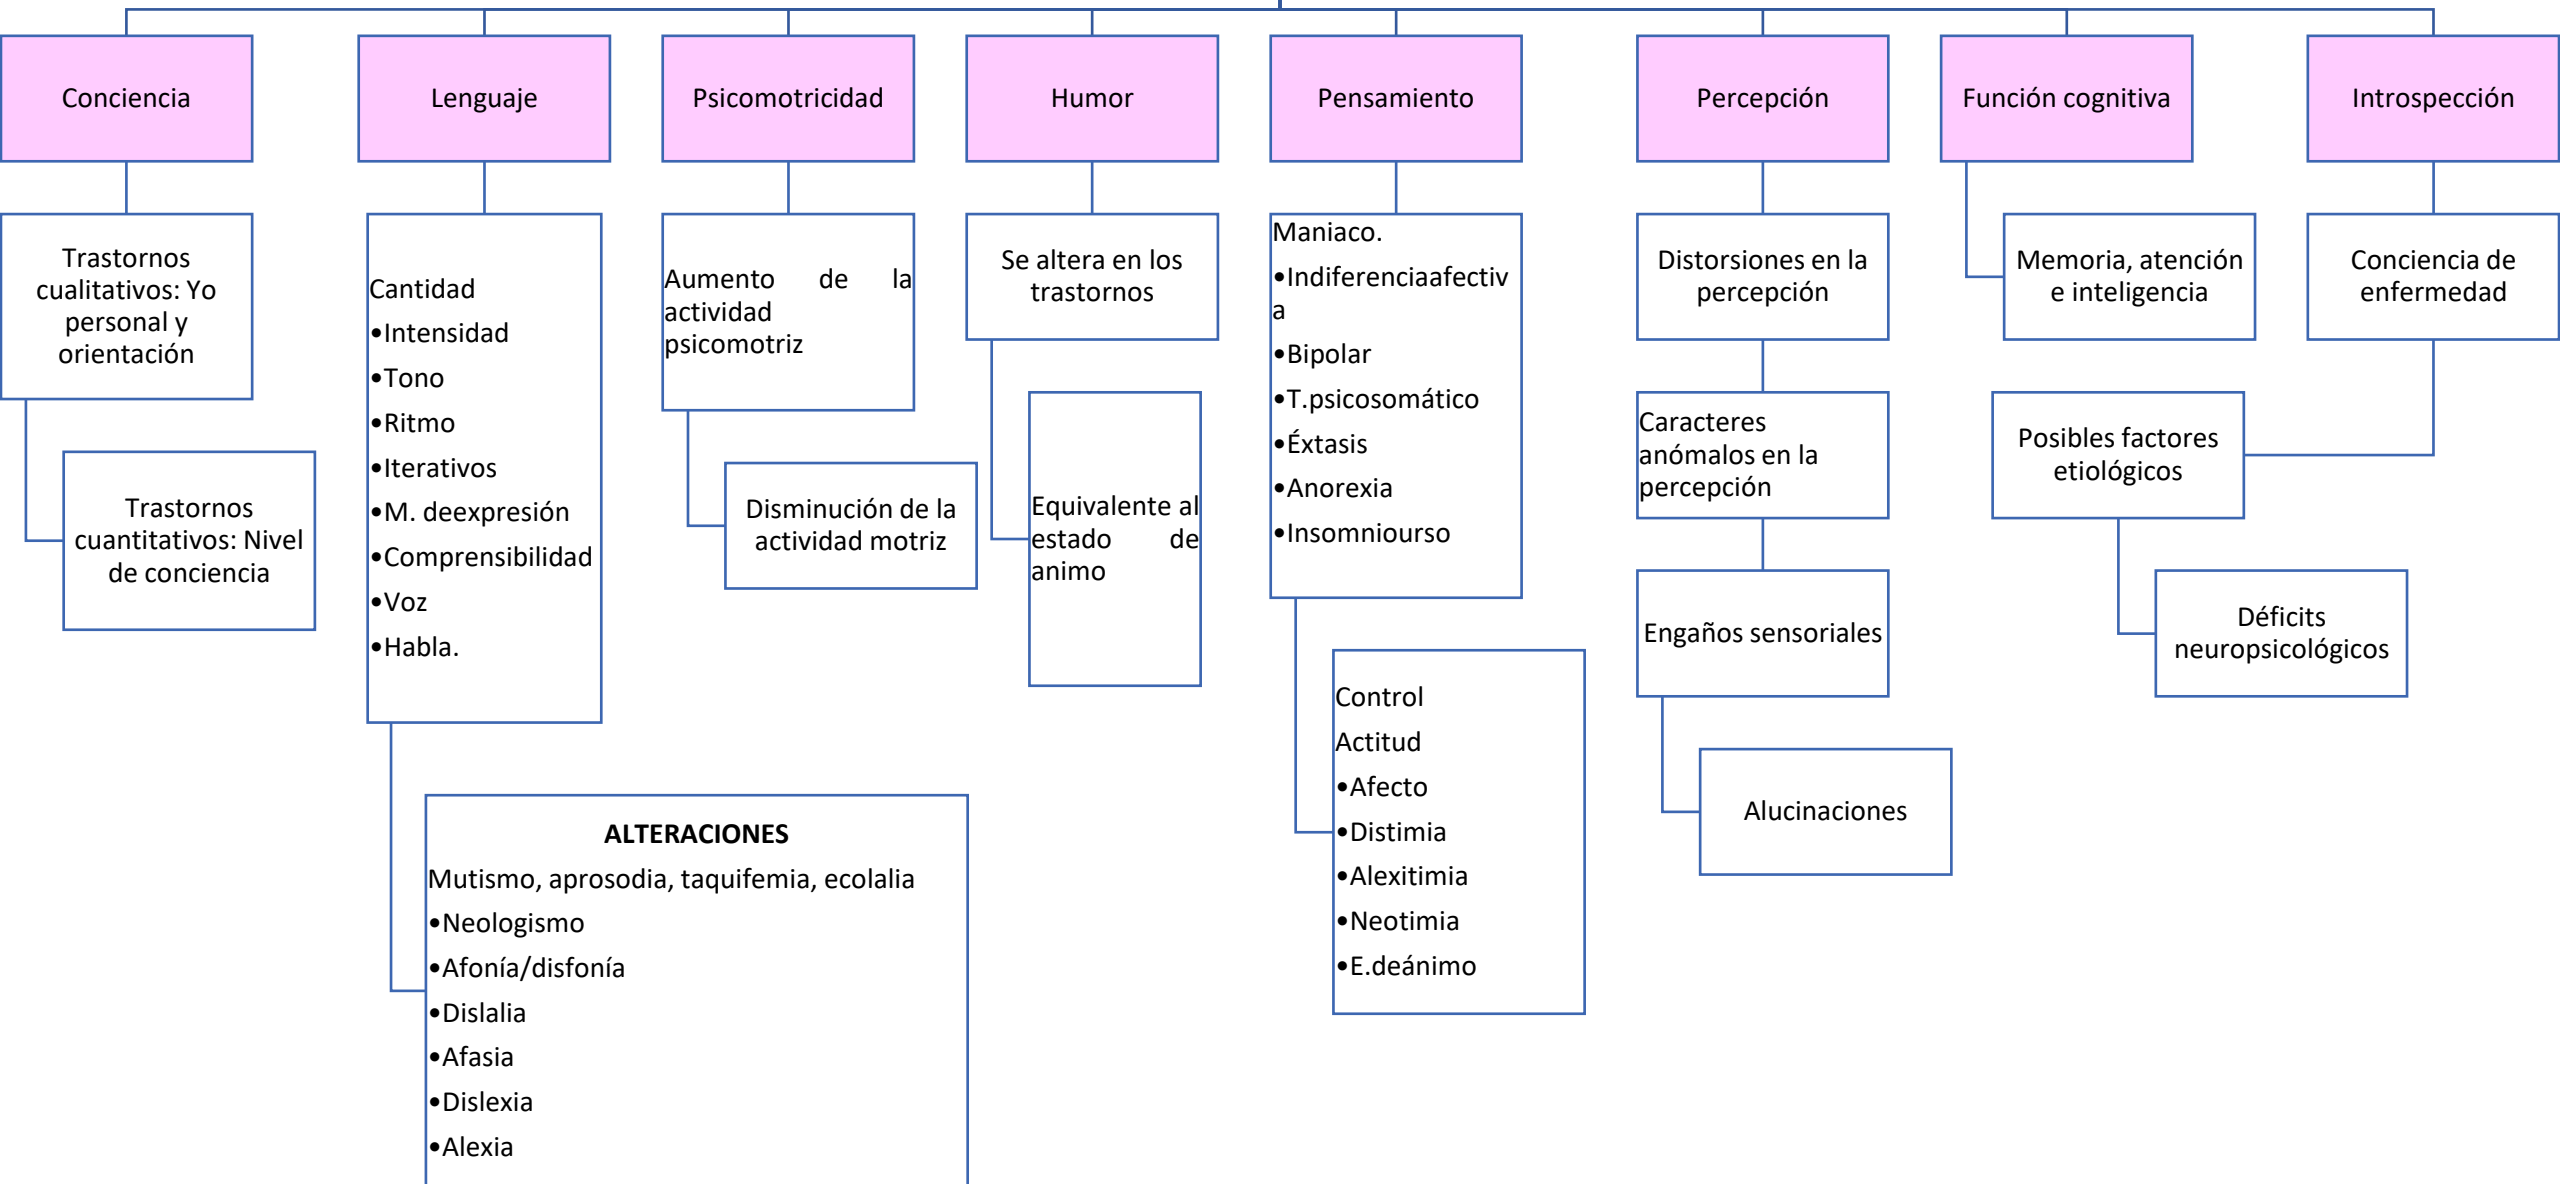 Conciencia
Trastornos
cualitativos: Yo
personal y
orientación
Trastornos
cuantitativos: Nivel
de conciencia
Lenguaje
Cantidad
•Intensidad
•Tono
•Ritmo
•Iterativos
•M. deexpresión
•Comprensibilidad
•Voz
•Habla.
ALTERACIONES
Mutismo, aprosodia, taquifemia, ecolalia
•Neologismo
•Afonía/disfonía
•Dislalia
•Afasia
•Dislexia
•Alexia
Psicomotricidad
Aumento de la
actividad
psicomotriz
Disminución de la
actividad motriz
Humor
Se altera en los
trastornos
Equivalente al
estado de
animo
Pensamiento
Maniaco.
•Indiferenciaafectiv
a
•Bipolar
•T.psicosomático
•Éxtasis
•Anorexia
•Insomniourso
Control
Actitud
•Afecto
•Distimia
•Alexitimia
•Neotimia
•E.deánimo
Percepción
Distorsiones en la
percepción
Caracteres
anómalos en la
percepción
Engaños sensoriales
Alucinaciones
Función cognitiva
Memoria, atención
e inteligencia
Introspección
Conciencia de
enfermedad
Posibles factores
etiológicos
Déficits
neuropsicológicos